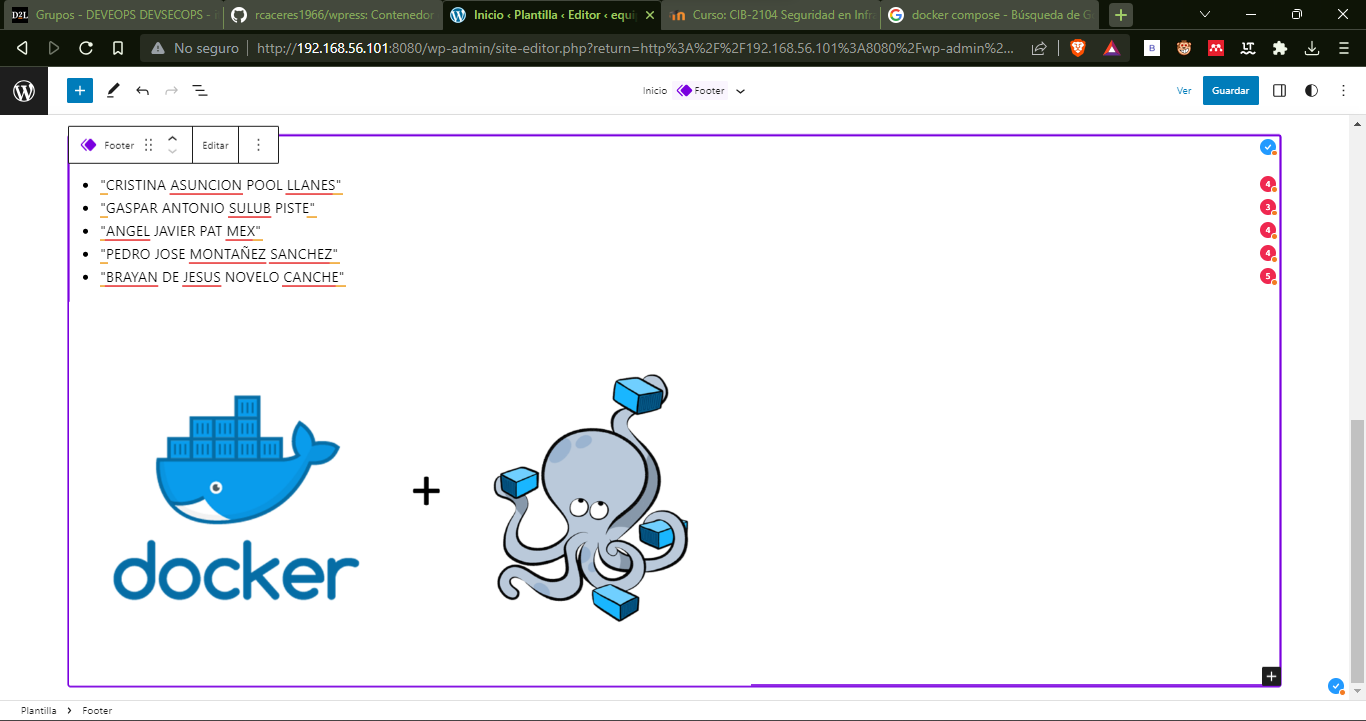 D2L Grupos - DEVEOPS DEVSECOPS -
rcaceres1966/wpress: Contenedor
Inicio ‹ Plantilla ‹ Editor ‹ equi
Curso: CIB-2104 Seguridad en Infr
docker compose - Búsqueda de G
No seguro
http://192.168.56.101:8080/wp-admin/site-editor.php?return=http%3A%2F%2F192.168.56.101%3A8080%2Fwp-admin%2...
Inicio Footer
Ver
Guardar
Footer
Editar
"CRISTINA ASUNCION POOL LLANES"
4
"GASPAR ANTONIO SULUB PISTE"
3
"ANGEL JAVIER PAT MEX"
4
"PEDRO JOSE MONTAÑEZ SANCHEZ"
4
"BRAYAN DE JESUS NOVELO CANCHE"
5
+
docker
Plantilla > Footer